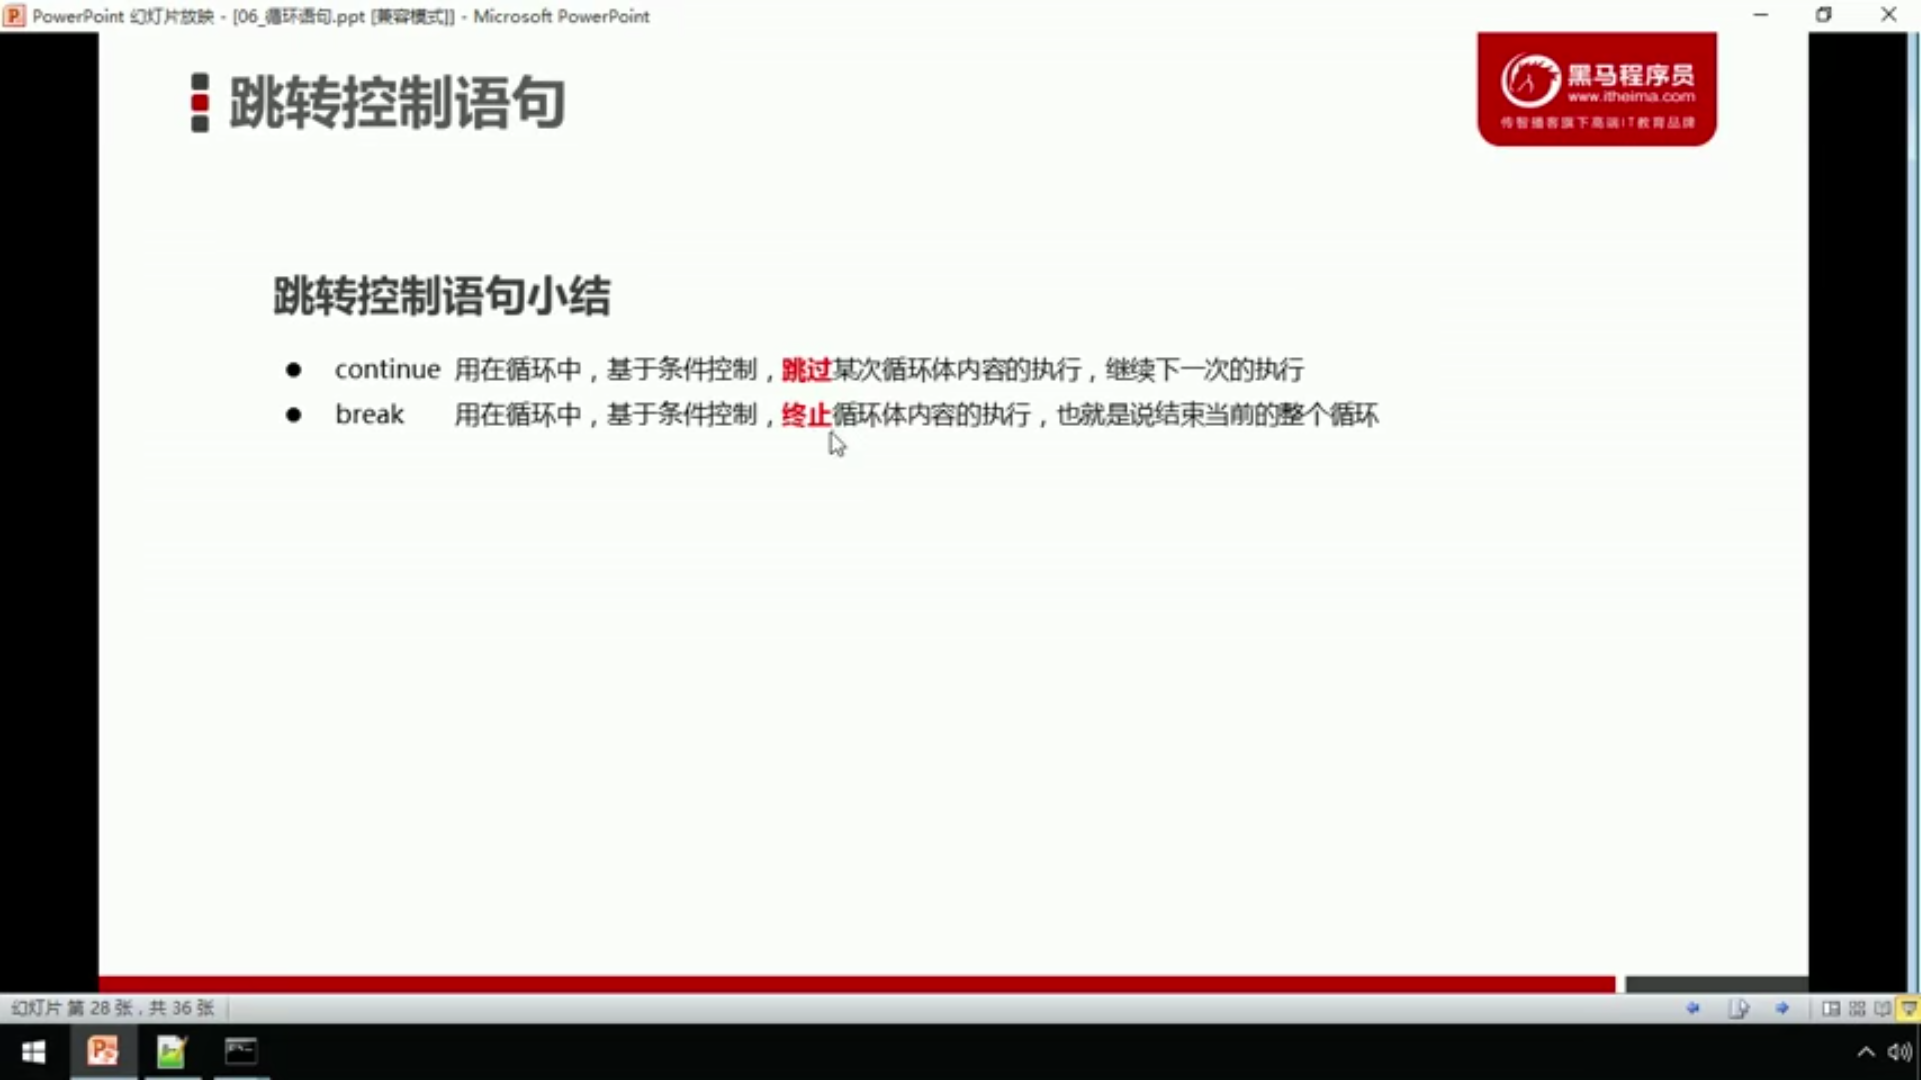 PowerPoint 幻灯片放映 - [06_循环语句.ppt [兼容模式]] - Microsoft PowerPoint
跳转控制语句
黑马程序员
www.itheima.com
传智播客旗下高端IT教育品牌
跳转控制语句小结
● continue 用在循环中，基于条件控制，跳过某次循环体内容的执行，继续下一次的执行
● break 用在循环中，基于条件控制，终止循环体内容的执行，也就是说结束当前的整个循环
幻灯片 第 28 张，共 36 张